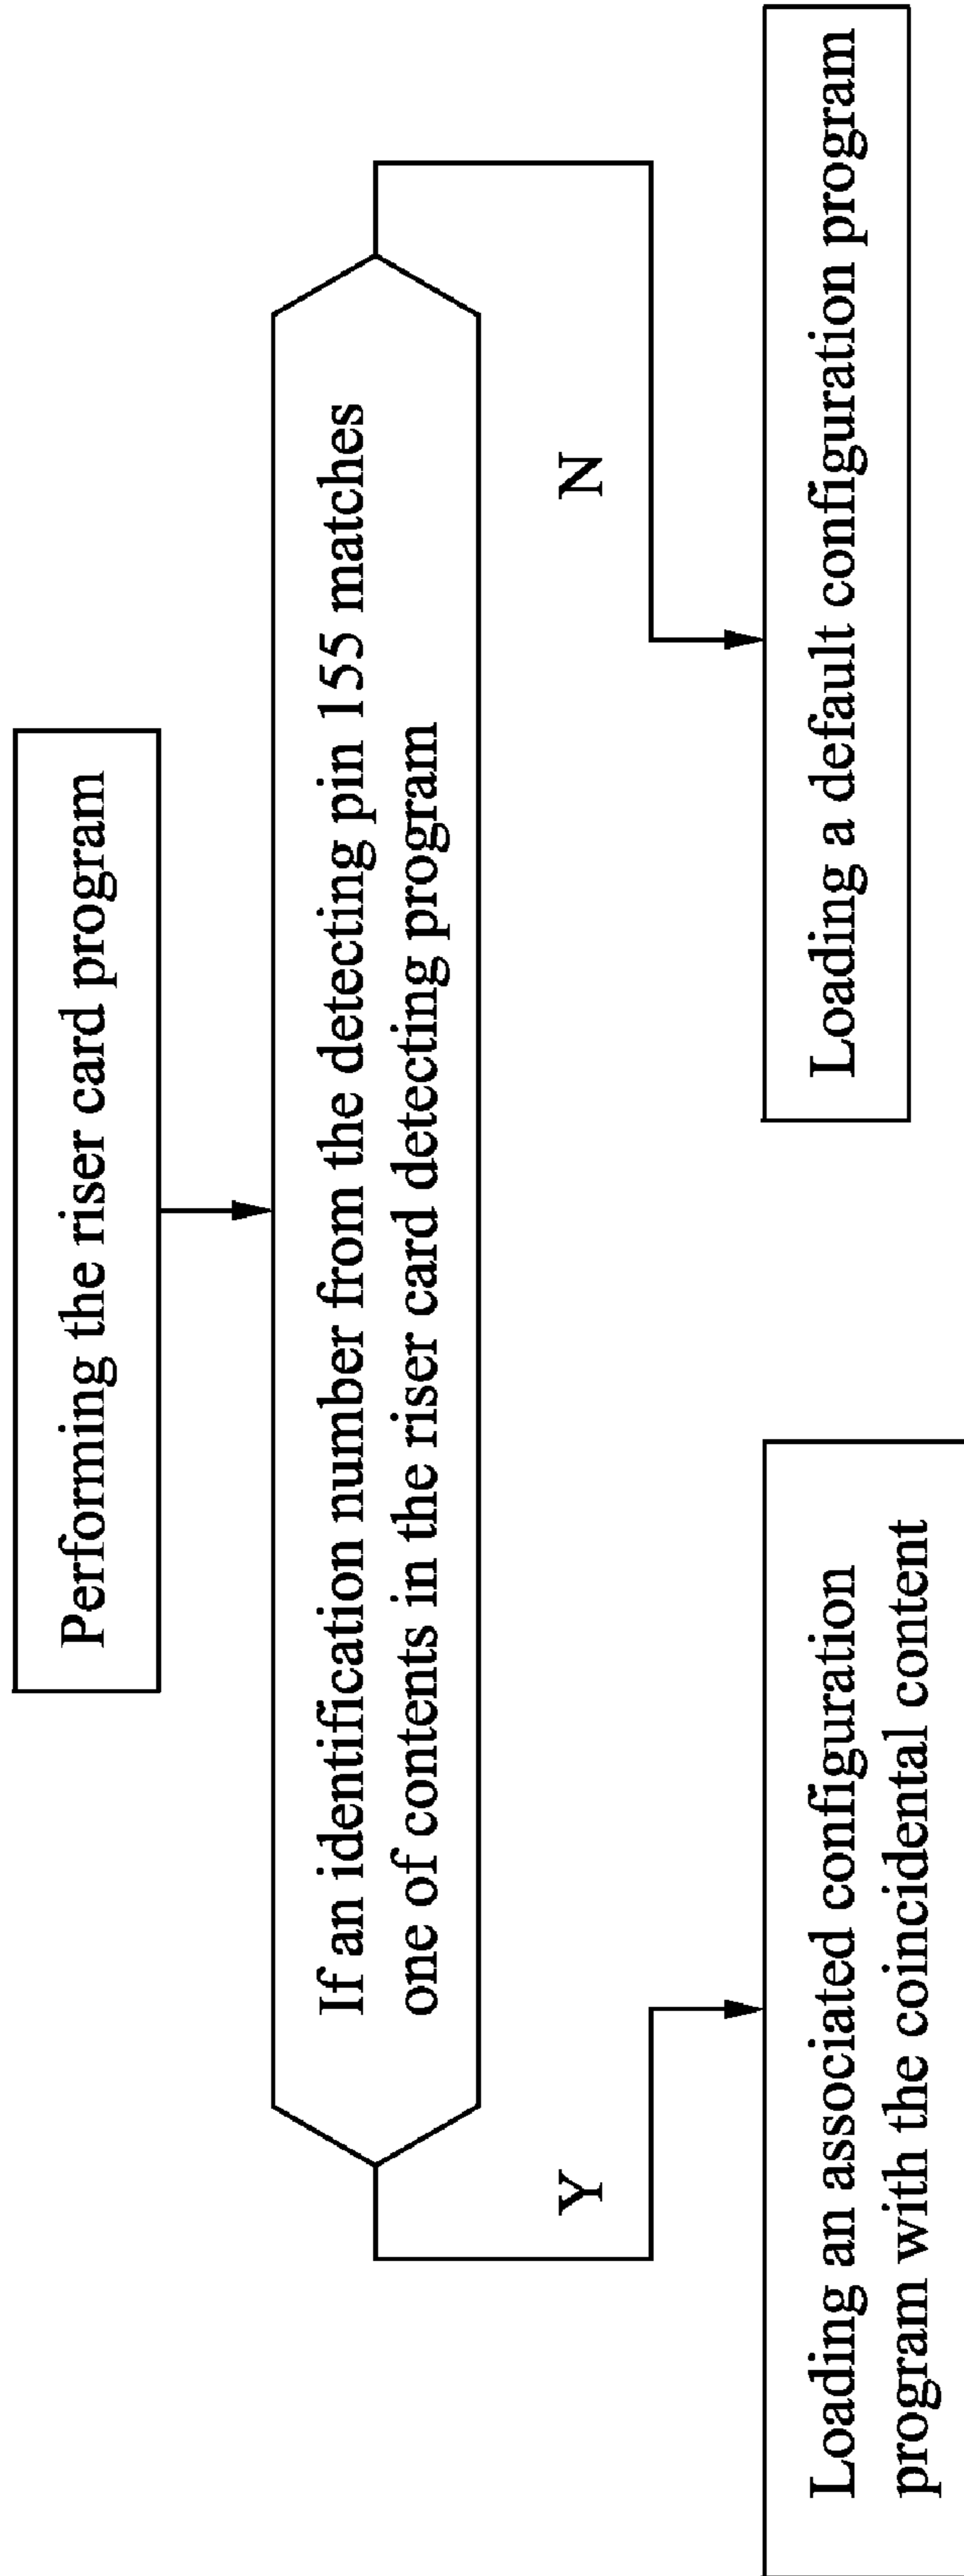 Performing the riser card program
If an identification number from the detecting pin 155 matches
one of contents in the riser card detecting program
Y
N
Loading an associated configuration
program with the coincidental content
Loading a default configuration program